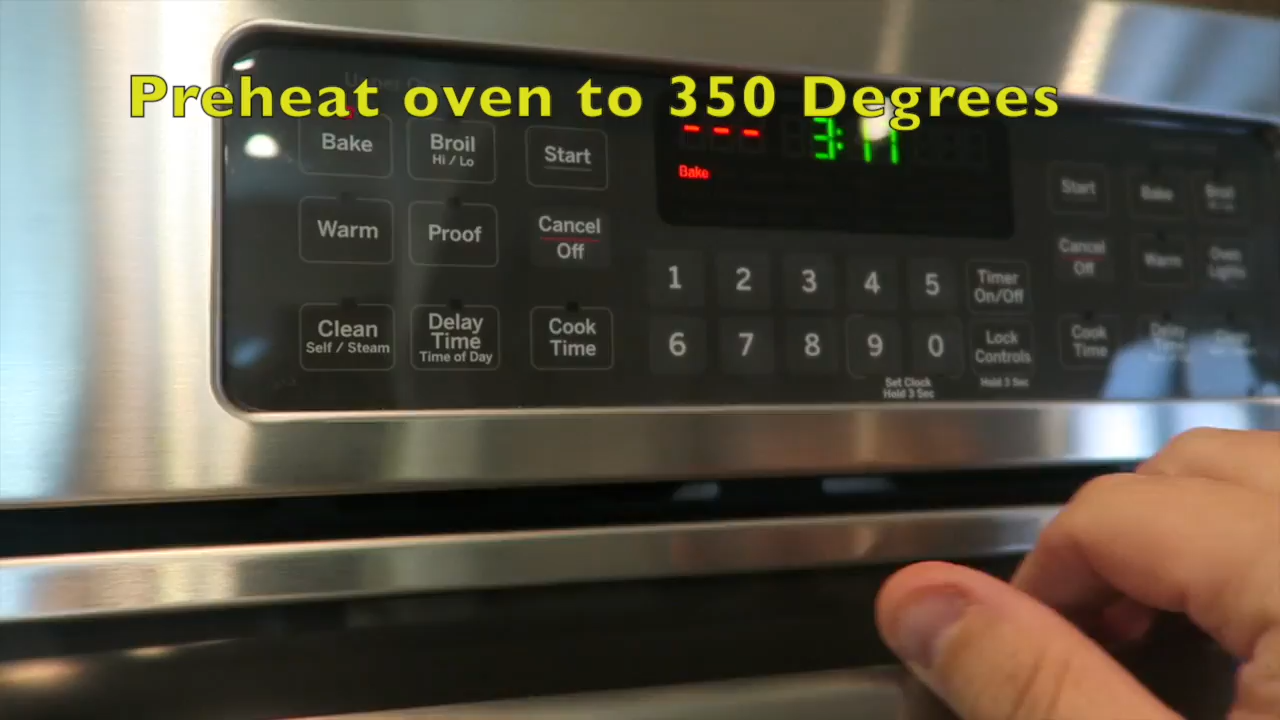 Preheat oven to 350 Degrees
Bake
Broil
Hi / Lo
Start
Warm
Proof
Cancel
Off
Clean
Self / Steam
Delay
Time
Time of Day
Cook
Time
- - -
3:11
Bake
1 2 3 4 5
6 7 8 9 0
Timer
On/Off
Lock
Controls
Set Clock
Hold 3 Sec
Hold 3 Sec
Start
Bake
Broil
Cancel
Off
Warm
Oven
Lights
Cook
Time
Delay